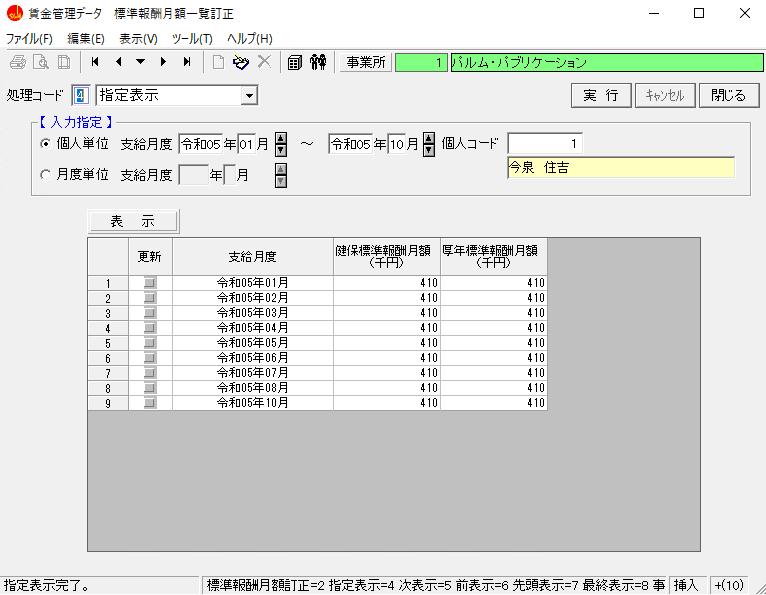 賃金管理データ　標準報酬月額一覧訂正
ファイル(F)　編集(E)　表示(V)　ツール(T)　ヘルプ(H)
事業所　1　パルム・パブリケーション
処理コード　4　指定表示　実　行　ｷｬﾝｾﾙ　閉じる
【 入力指定 】
個人単位　支給月度　令和05 年 01 月　～　令和05 年 10 月　個人コード　1
今泉　住吉
月度単位　支給月度　年　月
表　示
更新　支給月度　健保標準報酬月額（千円）　厚年標準報酬月額（千円）
1　令和05年01月　410　410
2　令和05年02月　410　410
3　令和05年03月　410　410
4　令和05年04月　410　410
5　令和05年05月　410　410
6　令和05年06月　410　410
7　令和05年07月　410　410
8　令和05年08月　410　410
9　令和05年10月　410　410
指定表示完了。　標準報酬月額訂正=2 指定表示=4 次表示=5 前表示=6 先頭表示=7 最終表示=8 事　挿入　+(10)